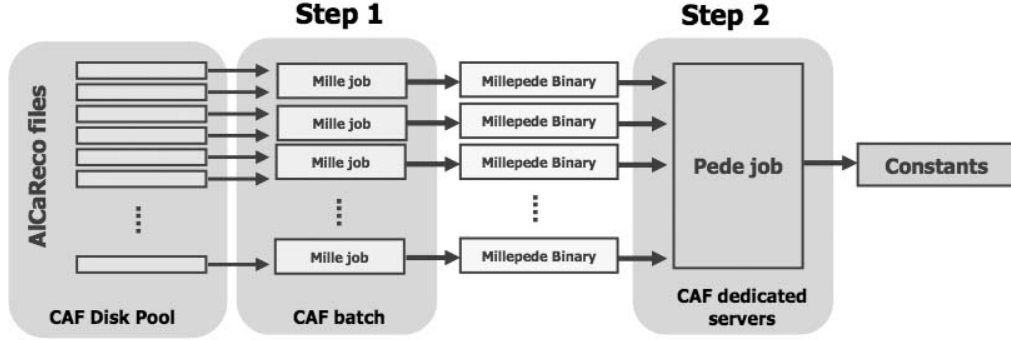 Step 1
Step 2
AlCaReco files
Mille job
Millepede Binary
Mille job
Millepede Binary
Mille job
Millepede Binary
Pede job
Constants
Mille job
Millepede Binary
CAF Disk Pool
CAF batch
CAF dedicated
servers